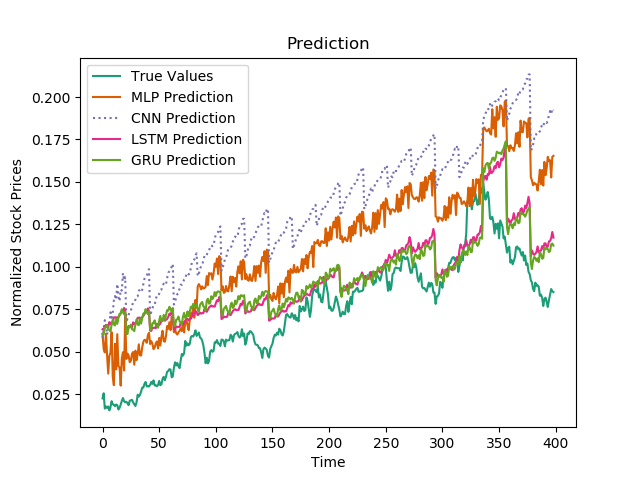 Prediction
True Values
MLP Prediction
CNN Prediction
LSTM Prediction
GRU Prediction
Normalized Stock Prices
0.200
0.175
0.150
0.125
0.100
0.075
0.050
0.025
0 50 100 150 200 250 300 350 400
Time